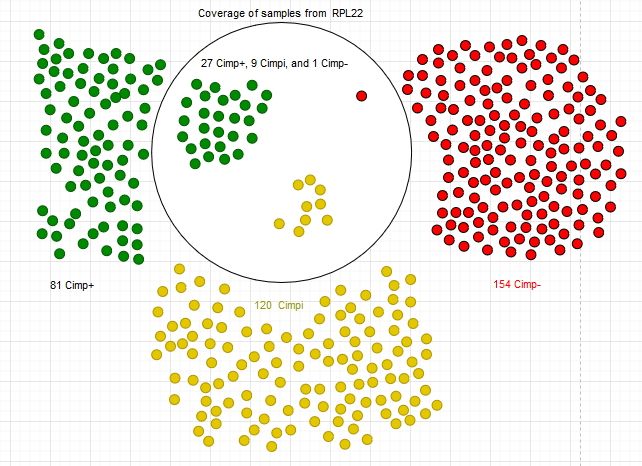 Coverage of samples from RPL22
27 Cimp+, 9 Cimpi, and 1 Cimp-
81 Cimp+
154 Cimp-
120 Cimpi